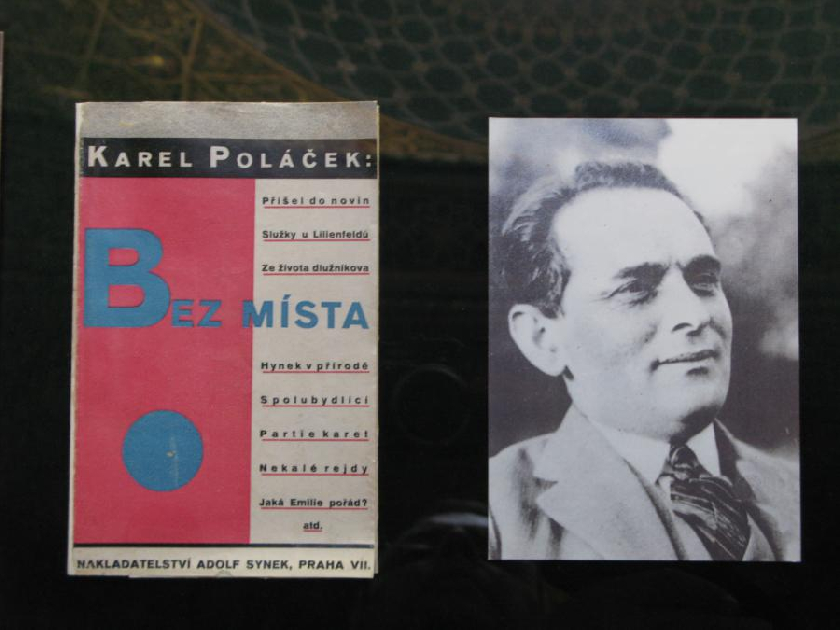 KAREL POLÁČEK:
Přišel do novin
Služky u Lilienfeldů
Ze života dlužníkova
BEZ MÍSTA
Hynek v přírodě
Spolubydlící
Partie karet
Nekalé rejdy
Jaká Emilie pořád?
atd.
NAKLADATELSTVÍ ADOLF SYNEK, PRAHA VII.